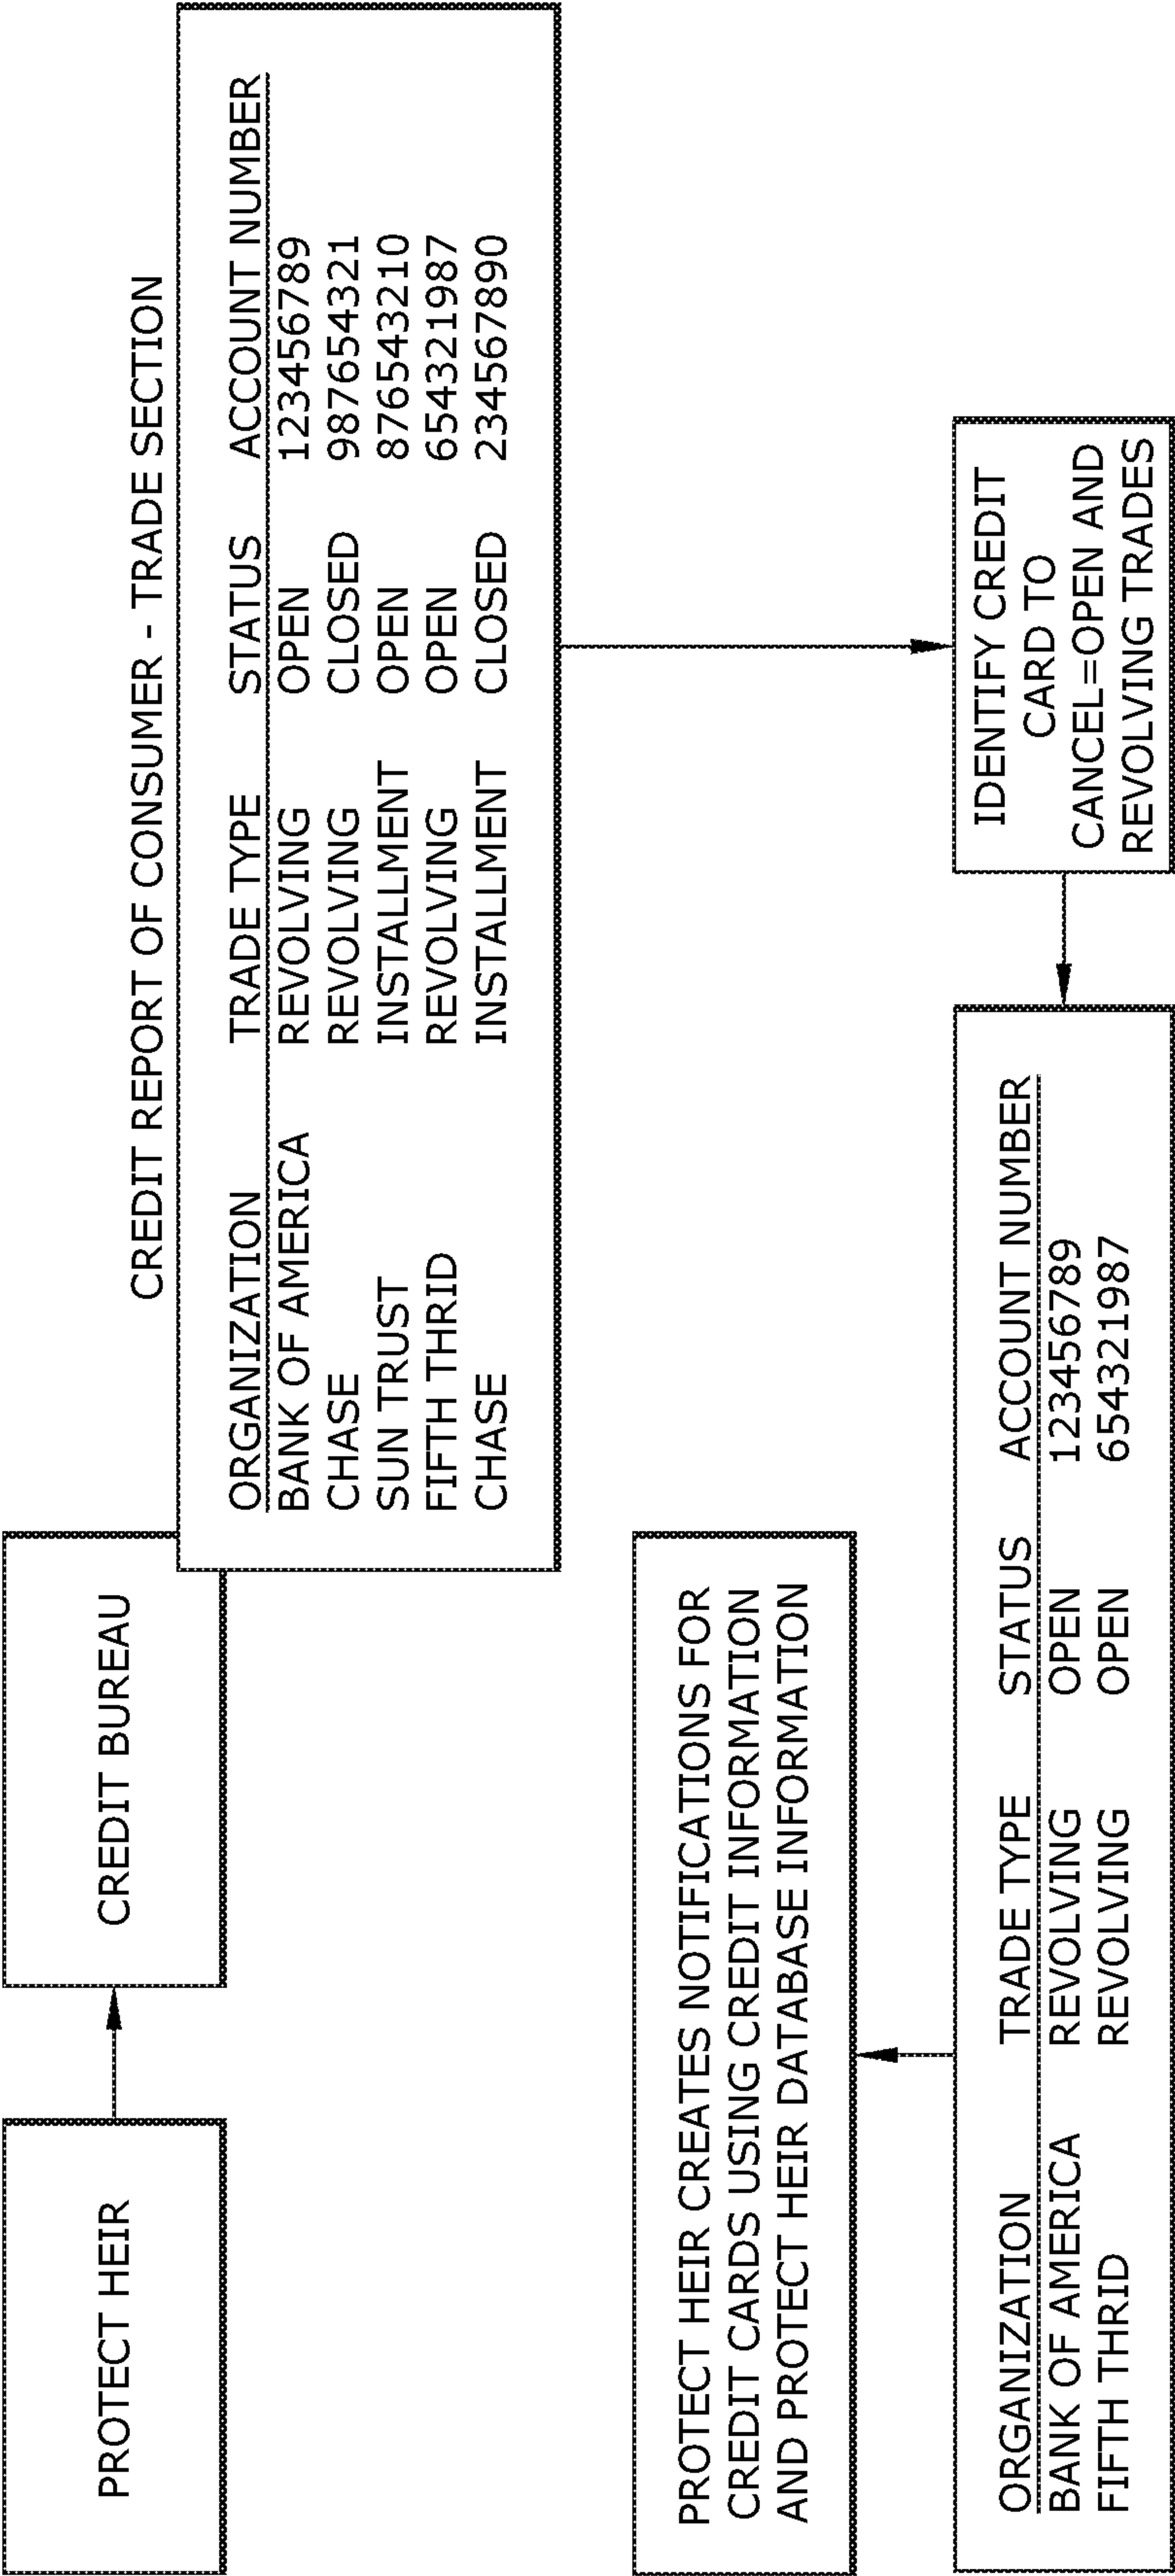 PROTECT HEIR
CREDIT BUREAU
CREDIT REPORT OF CONSUMER - TRADE SECTION
ORGANIZATION TRADE TYPE STATUS ACCOUNT NUMBER
BANK OF AMERICA REVOLVING OPEN 123456789
CHASE REVOLVING CLOSED 987654321
SUN TRUST INSTALLMENT OPEN 876543210
FIFTH THRID REVOLVING OPEN 654321987
CHASE INSTALLMENT CLOSED 234567890
IDENTIFY CREDIT
CARD TO
CANCEL=OPEN AND
REVOLVING TRADES
ORGANIZATION TRADE TYPE STATUS ACCOUNT NUMBER
BANK OF AMERICA REVOLVING OPEN 123456789
FIFTH THRID REVOLVING OPEN 654321987
PROTECT HEIR CREATES NOTIFICATIONS FOR
CREDIT CARDS USING CREDIT INFORMATION
AND PROTECT HEIR DATABASE INFORMATION